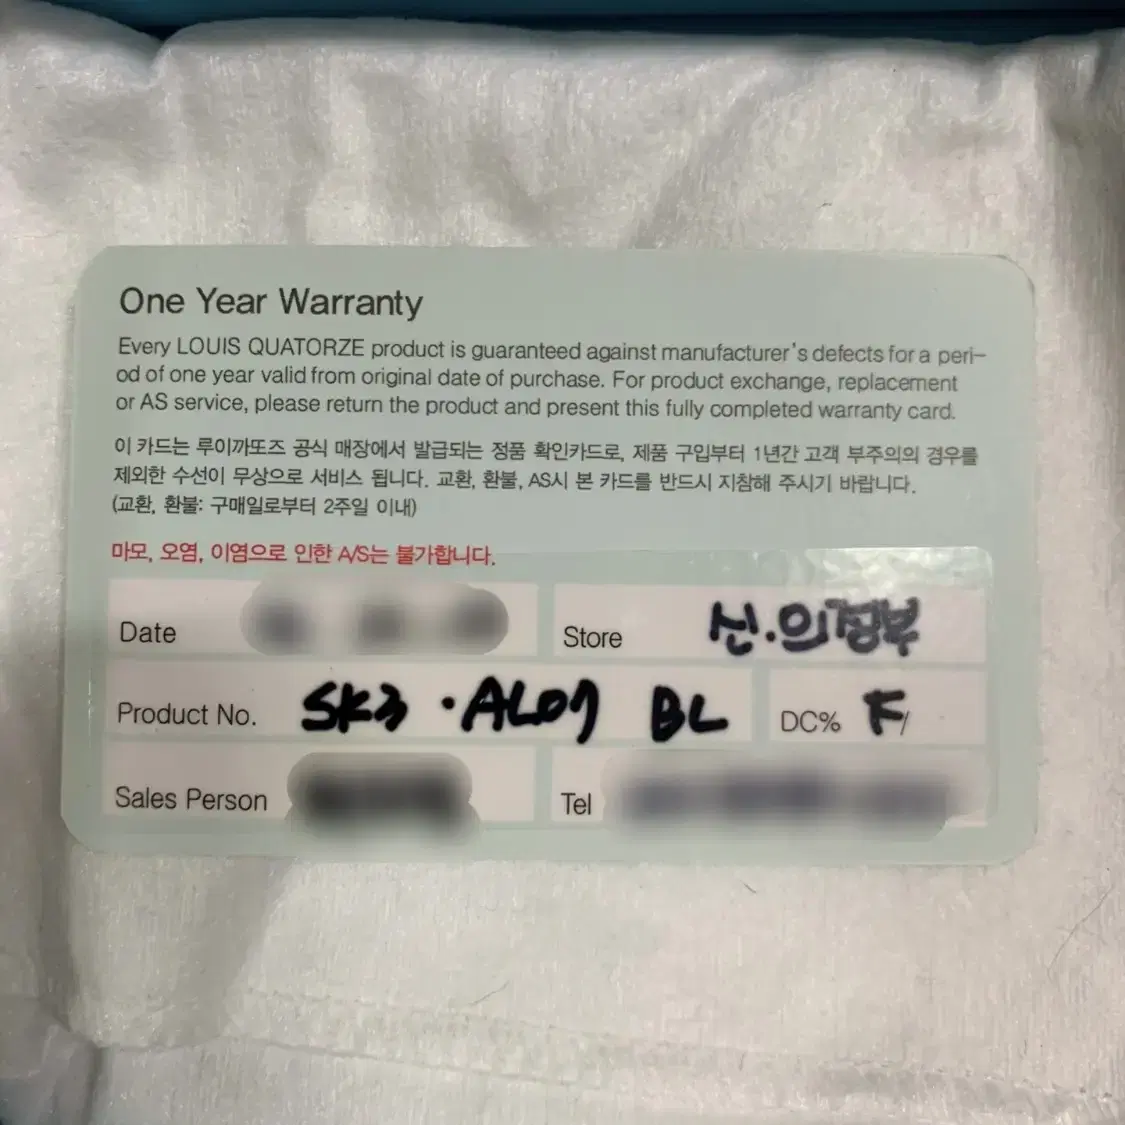 One Year Warranty
Every LOUIS QUATORZE product is guaranteed against manufacturer's defects for a peri-
od of one year valid from original date of purchase. For product exchange, replacement
or AS service, please return the product and present this fully completed warranty card.
이 카드는 루이까또즈 공식 매장에서 발급되는 정품 확인카드로, 제품 구입부터 1년간 고객 부주의의 경우를
제외한 수선이 무상으로 서비스 됩니다. 교환, 환불, AS시 본 카드를 반드시 지참해 주시기 바랍니다.
(교환, 환불: 구매일로부터 2주일 이내)
마모, 오염, 이염으로 인한 A/S는 불가합니다.
Date
Store 신.의정부
Product No. SK3 · AL07 BL
DC% F/
Sales Person
Tel